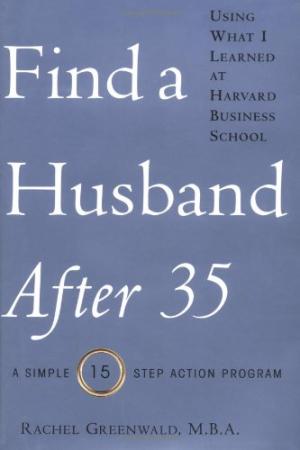 Using
What I
Learned
at
Harvard
Business
School
Find a
Husband
After 35
A SIMPLE 15 STEP ACTION PROGRAM
Rachel Greenwald, M.B.A.